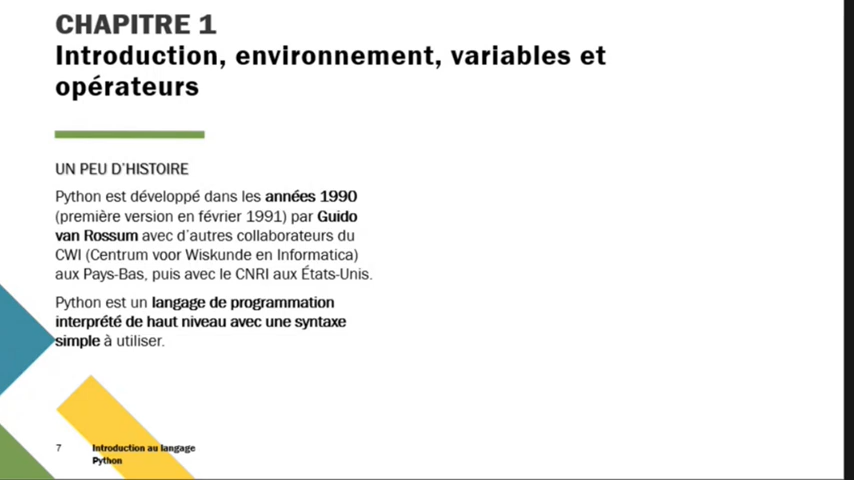 CHAPITRE 1
Introduction, environnement, variables et
opérateurs
UN PEU D'HISTOIRE
Python est développé dans les années 1990
(première version en février 1991) par Guido
van Rossum avec d'autres collaborateurs du
CWI (Centrum voor Wiskunde en Informatica)
aux Pays-Bas, puis avec le CNRI aux États-Unis.
Python est un langage de programmation
interprété de haut niveau avec une syntaxe
simple à utiliser.
7
Introduction au langage
Python